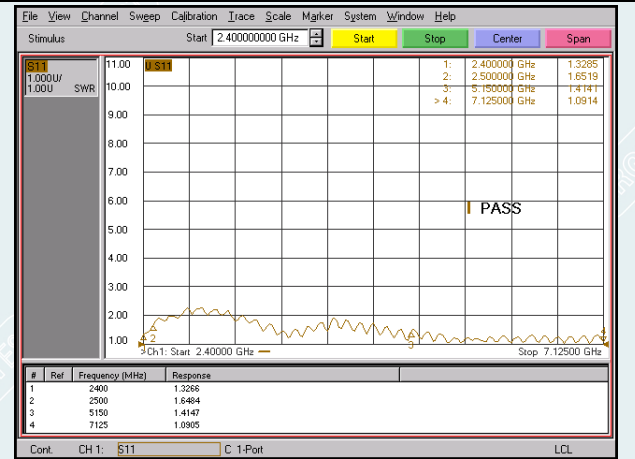 File View Channel Sweep Calibration Trace Scale Marker System Window Help
Stimulus Start 2.400000000 GHz Start Stop Center Span
S11
1.000U/
1.00U SWR
11.00 U S11
10.00
9.00
8.00
7.00
6.00
5.00
4.00
3.00
2.00
1.00
1: 2.400000 GHz 1.3285
2: 2.500000 GHz 1.6519
3: 5.150000 GHz 1.4141
> 4: 7.125000 GHz 1.0914
PASS
2
3
4
>Ch1: Start 2.40000 GHz Stop 7.12500 GHz
# Ref Frequency (MHz) Response
1 2400 1.3266
2 2500 1.6484
3 5150 1.4147
4 7125 1.0905
Cont. CH 1: S11 C 1-Port LCL